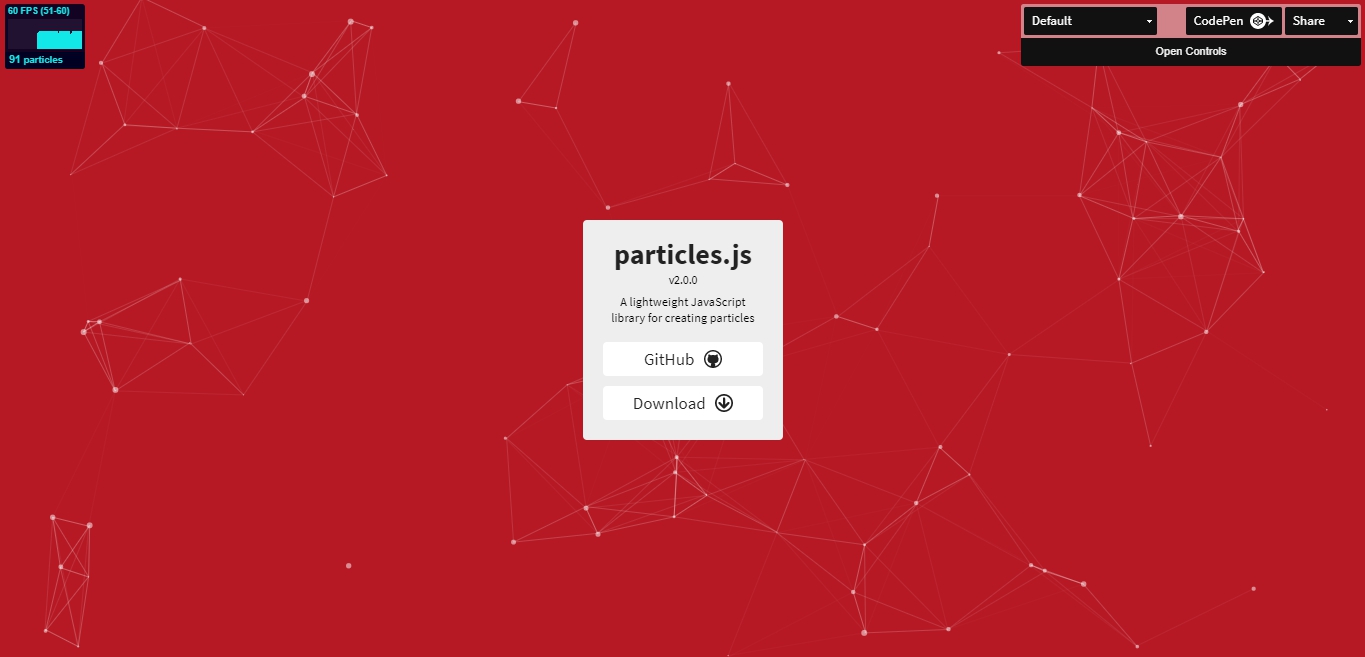 60 FPS (51-60)
91 particles
Default
CodePen
Share
Open Controls
particles.js
v2.0.0
A lightweight JavaScript
library for creating particles
GitHub
Download